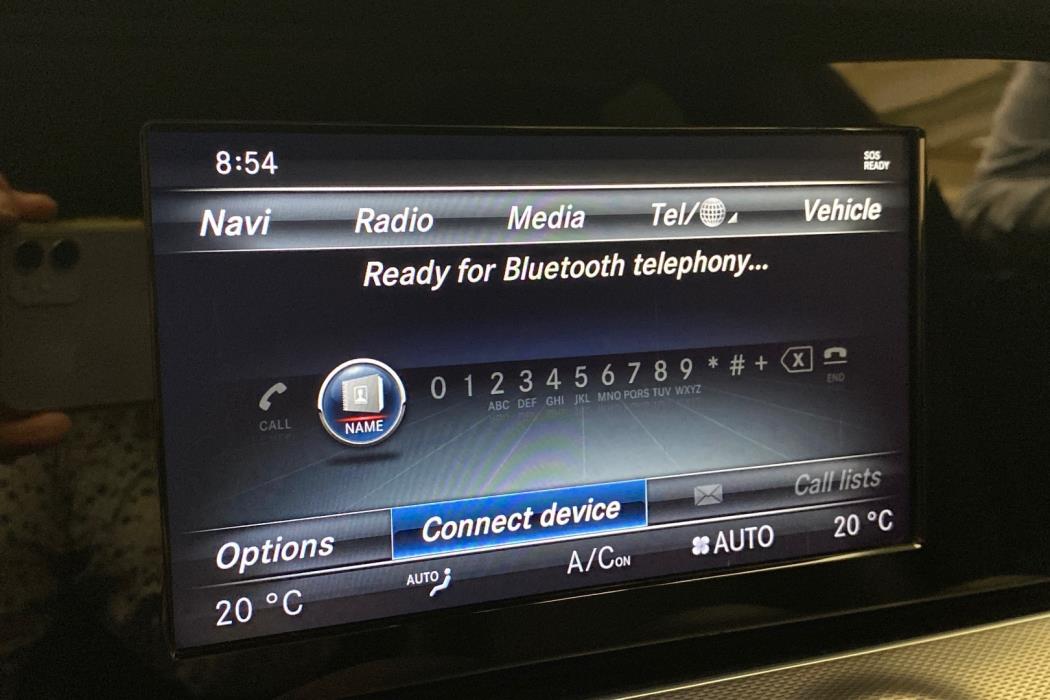 8:54
SOS
READY
Navi Radio Media Tel/ Vehicle
Ready for Bluetooth telephony...
0 1 2 3 4 5 6 7 8 9 * # + X
ABC DEF GHI JKL MNO PQRS TUV WXYZ
CALL NAME END
Options Connect device Call lists
20 °C AUTO A/C ON AUTO 20 °C